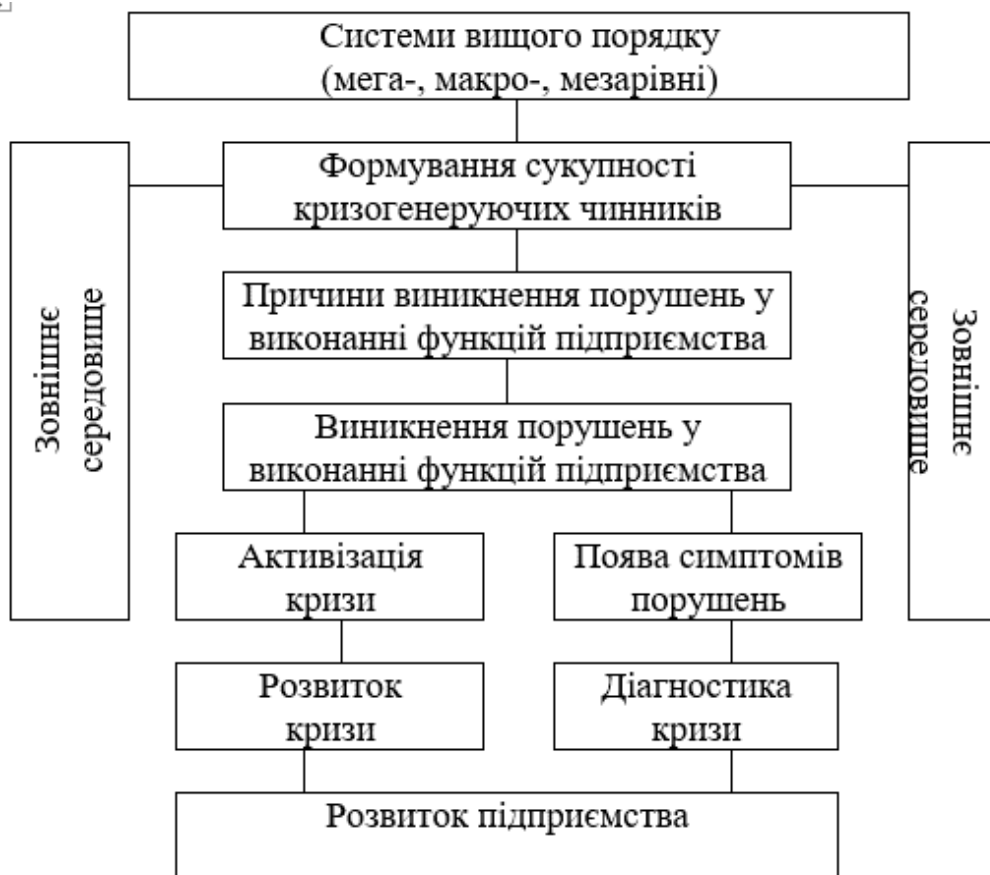 Системи вищого порядку
(мега-, макро-, мезарівні)
Формування сукупності
кризогенеруючих чинників
Зовнішнє
середовище
Причини виникнення порушень у
виконанні функцій підприємства
Зовнішнє
середовище
Виникнення порушень у
виконанні функцій підприємства
Активізація
кризи
Поява симптомів
порушень
Розвиток
кризи
Діагностика
кризи
Розвиток підприємства